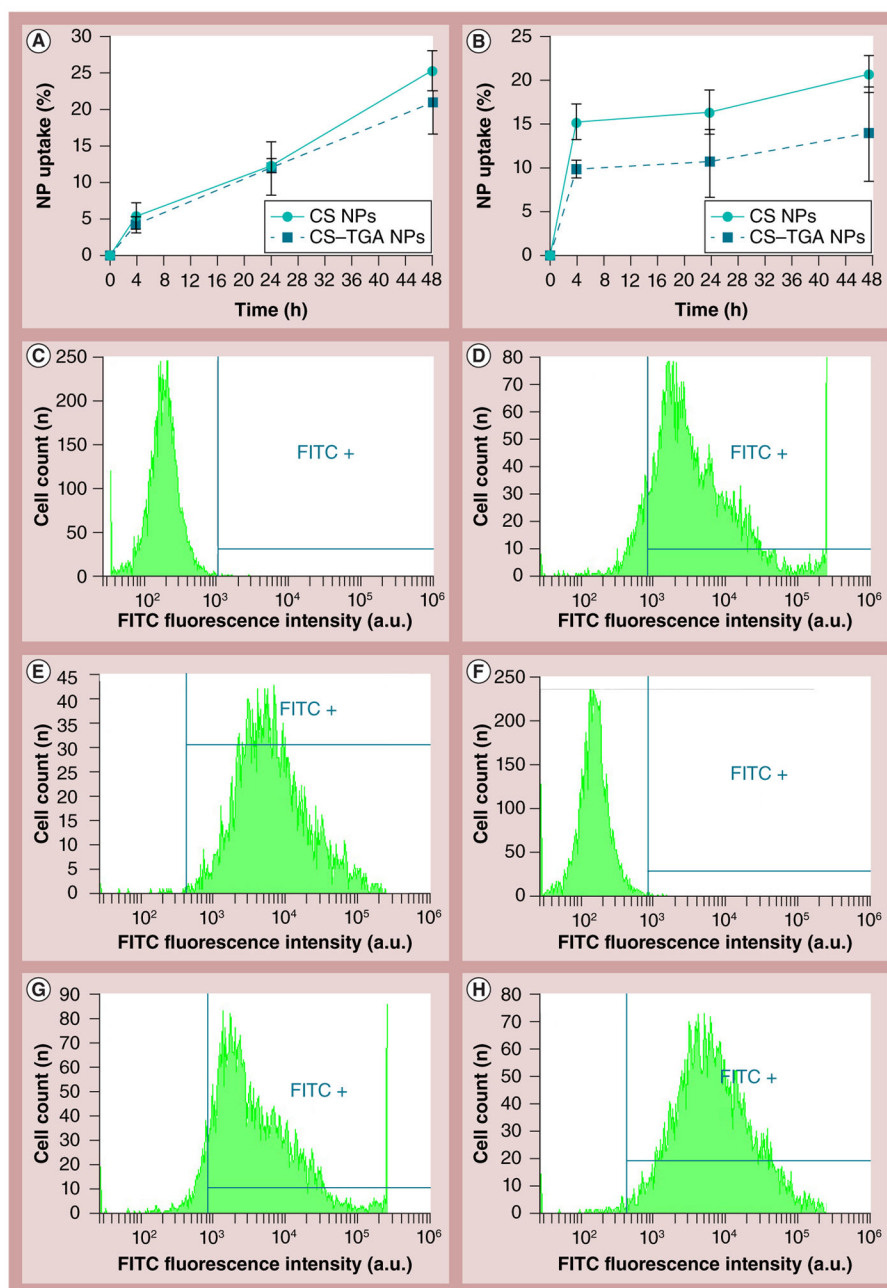 A
30
25
20
15
10
5
0
NP uptake (%)
CS NPs
CS–TGA NPs
0 4 8 12 16 20 24 28 32 36 40 44 48
Time (h)
B
25
20
15
10
5
0
NP uptake (%)
CS NPs
CS–TGA NPs
0 4 8 12 16 20 24 28 32 36 40 44 48
Time (h)
C
250
200
150
100
50
0
Cell count (n)
FITC +
10² 10³ 10⁴ 10⁵ 10⁶
FITC fluorescence intensity (a.u.)
D
80
70
60
50
40
30
20
10
0
Cell count (n)
FITC +
10² 10³ 10⁴ 10⁵ 10⁶
FITC fluorescence intensity (a.u.)
E
45
40
35
30
25
20
15
10
5
0
Cell count (n)
FITC +
10² 10³ 10⁴ 10⁵ 10⁶
FITC fluorescence intensity (a.u.)
F
250
200
150
100
50
0
Cell count (n)
FITC +
10² 10³ 10⁴ 10⁵ 10⁶
FITC fluorescence intensity (a.u.)
G
90
80
70
60
50
40
30
20
10
0
Cell count (n)
FITC +
10² 10³ 10⁴ 10⁵ 10⁶
FITC fluorescence intensity (a.u.)
H
80
70
60
50
40
30
20
10
0
Cell count (n)
FITC +
10² 10³ 10⁴ 10⁵ 10⁶
FITC fluorescence intensity (a.u.)